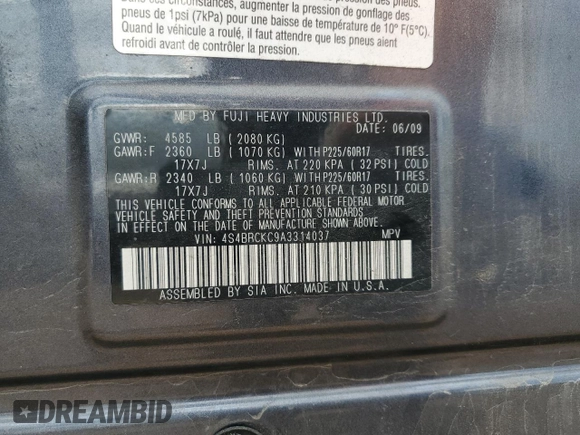 Dans ces circonstances, augmenter la pression de gonflage des
pneus de 1psi (7kPa) pour une baisse de température de 10° F(5°C).
Quand le véhicule a roulé, il faut que le pneus aient
refroidi avant de contrôler la pression.
MFD BY FUJI HEAVY INDUSTRIES LTD.
DATE: 06/09
GVWR: 4585 LB ( 2080 KG)
GAWR:F 2360 LB ( 1070 KG) WITH P225/60R17 TIRES.
17X7J RIMS. AT 220 KPA ( 32 PSI) COLD
GAWR:R 2340 LB ( 1060 KG) WITH P225/60R17 TIRES.
17X7J RIMS. AT 210 KPA ( 30 PSI) COLD
THIS VEHICLE CONFORMS TO ALL APPLICABLE FEDERAL MOTOR
VEHICLE SAFETY AND THEFT PREVENTION STANDARDS
IN EFFECT ON THE DATE OF MANUFACTURE SHOWN ABOVE.
VIN: 4S4BRCKC9A3314037 MPV
ASSEMBLED BY SIA INC. MADE IN U.S.A.
DREAMBID